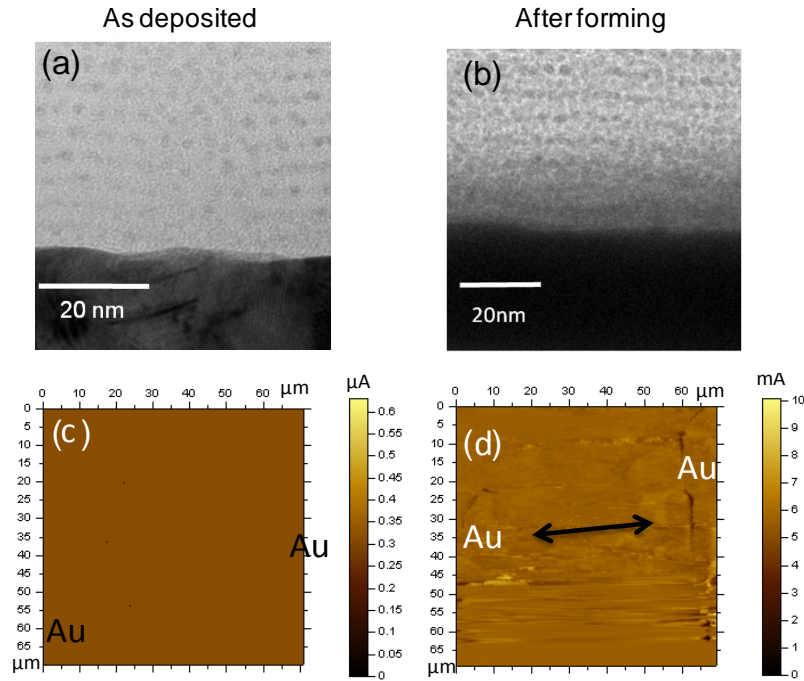 As deposited
After forming
(a)
20 nm
(b)
20nm
0 10 20 30 40 50 60 μm
μA
0
5
10
15
20
25
30
35
40
45
50
55
60
65
μm
(c)
Au
Au
0.6
0.55
0.5
0.45
0.4
0.35
0.3
0.25
0.2
0.15
0.1
0.05
0
0 10 20 30 40 50 60 μm
mA
0
5
10
15
20
25
30
35
40
45
50
55
60
65
μm
(d)
Au
Au
10
9
8
7
6
5
4
3
2
1
0